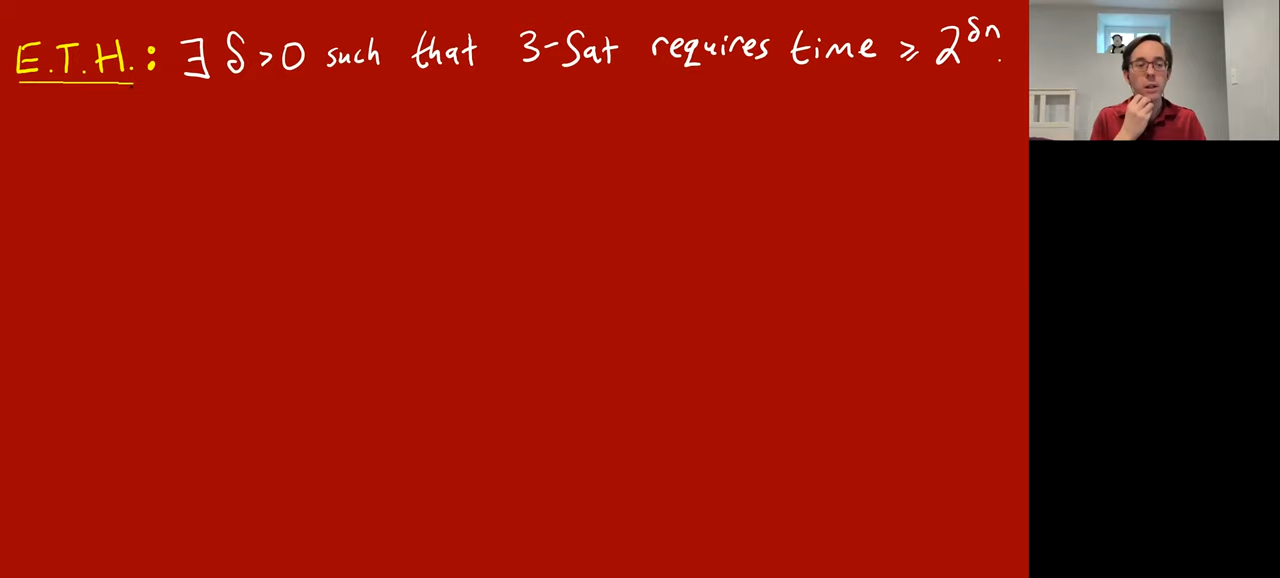 E.T.H.: ∃ δ > 0 such that 3-Sat requires time ≥ 2^{δn}.